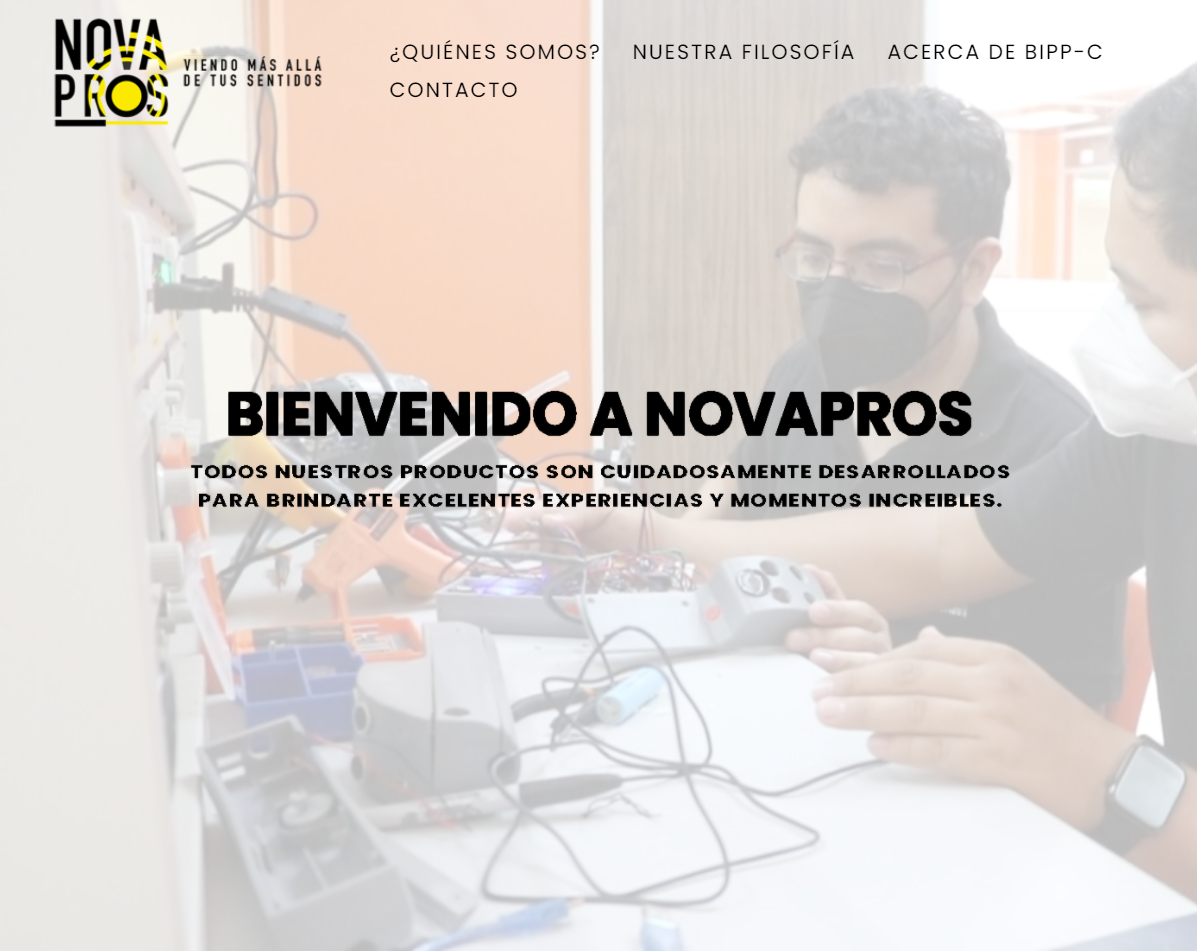 NOVA
PROS
VIENDO MÁS ALLÁ
DE TUS SENTIDOS
¿QUIÉNES SOMOS? NUESTRA FILOSOFÍA ACERCA DE BIPP-C
CONTACTO
BIENVENIDO A NOVAPROS
TODOS NUESTROS PRODUCTOS SON CUIDADOSAMENTE DESARROLLADOS
PARA BRINDARTE EXCELENTES EXPERIENCIAS Y MOMENTOS INCREIBLES.